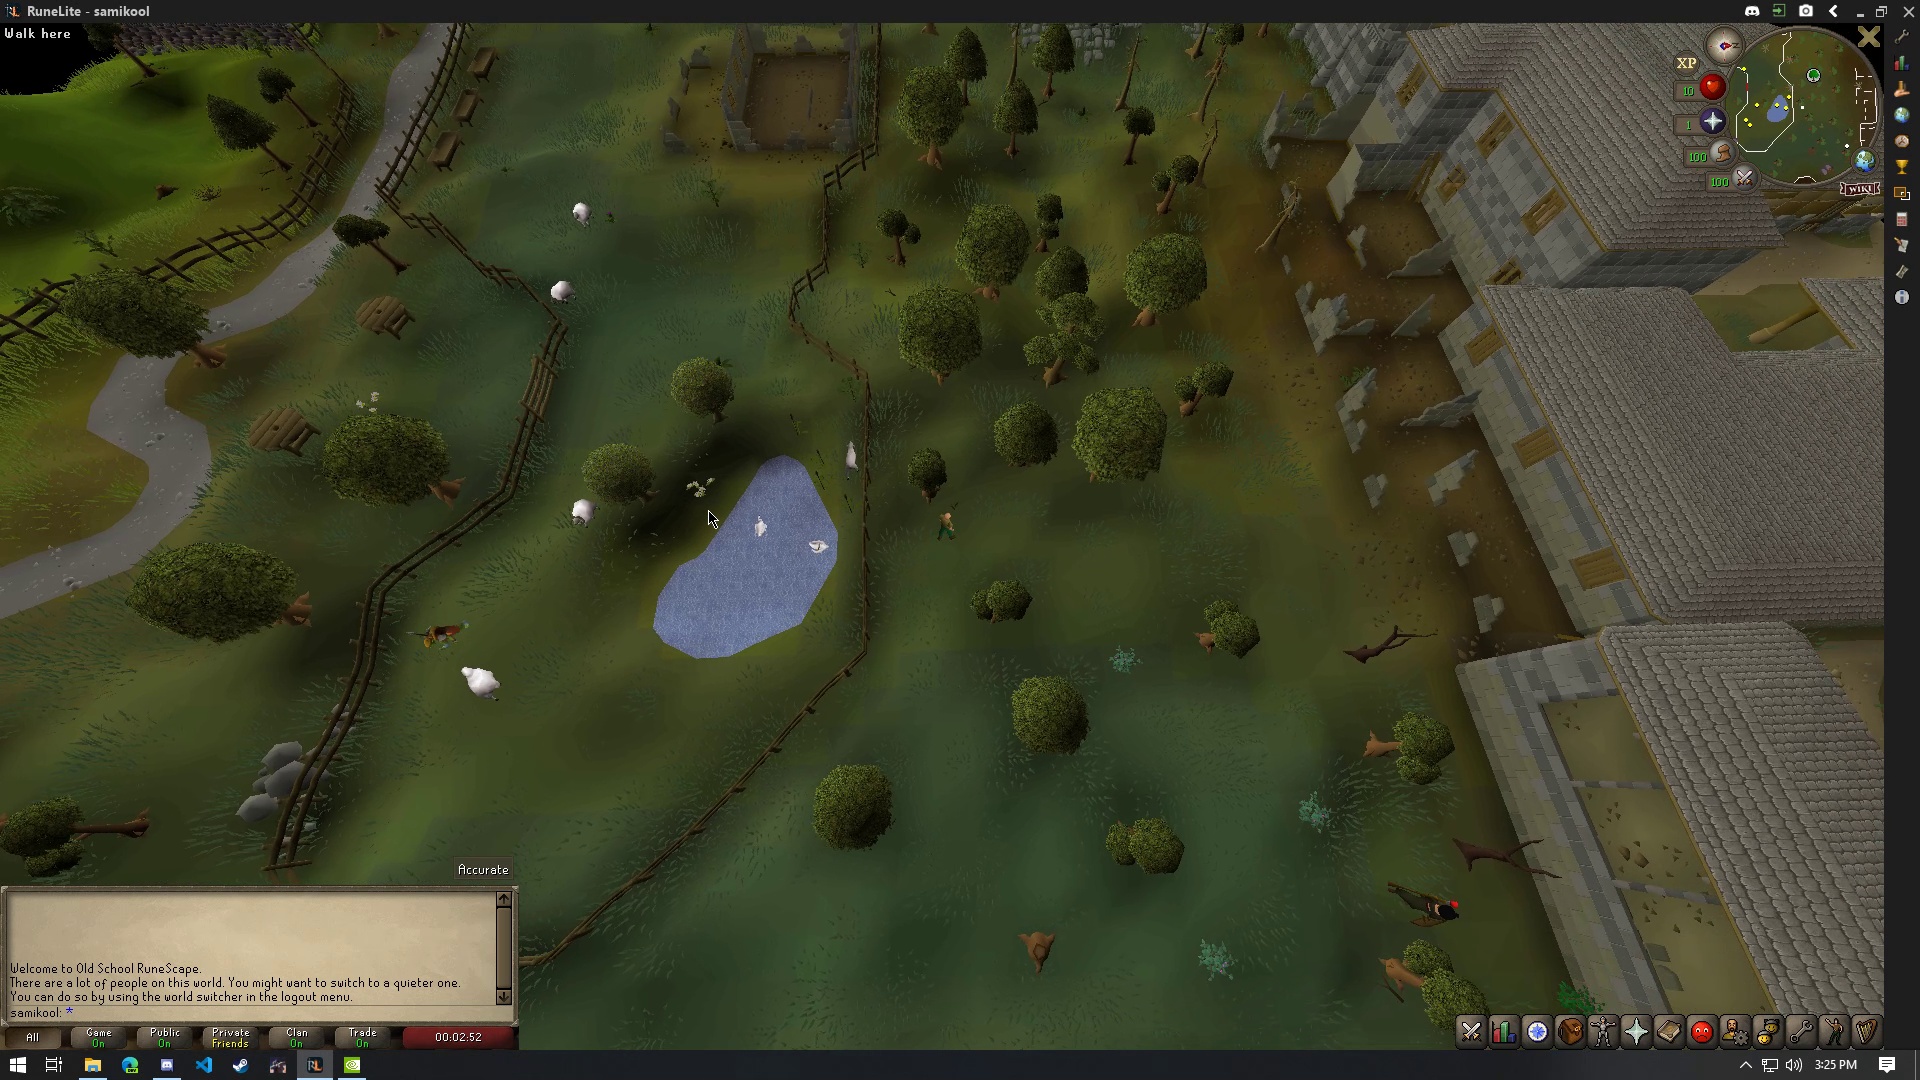 RuneLite - samikool
Walk here
XP
10
1
100
100
WIKI
Accurate
Welcome to Old School RuneScape.
There are a lot of people on this world. You might want to switch to a quieter one.
You can do so by using the world switcher in the logout menu.
samikool: *
All
Game
On
Public
On
Private
Friends
Clan
On
Trade
On
00:02:52
3:25 PM